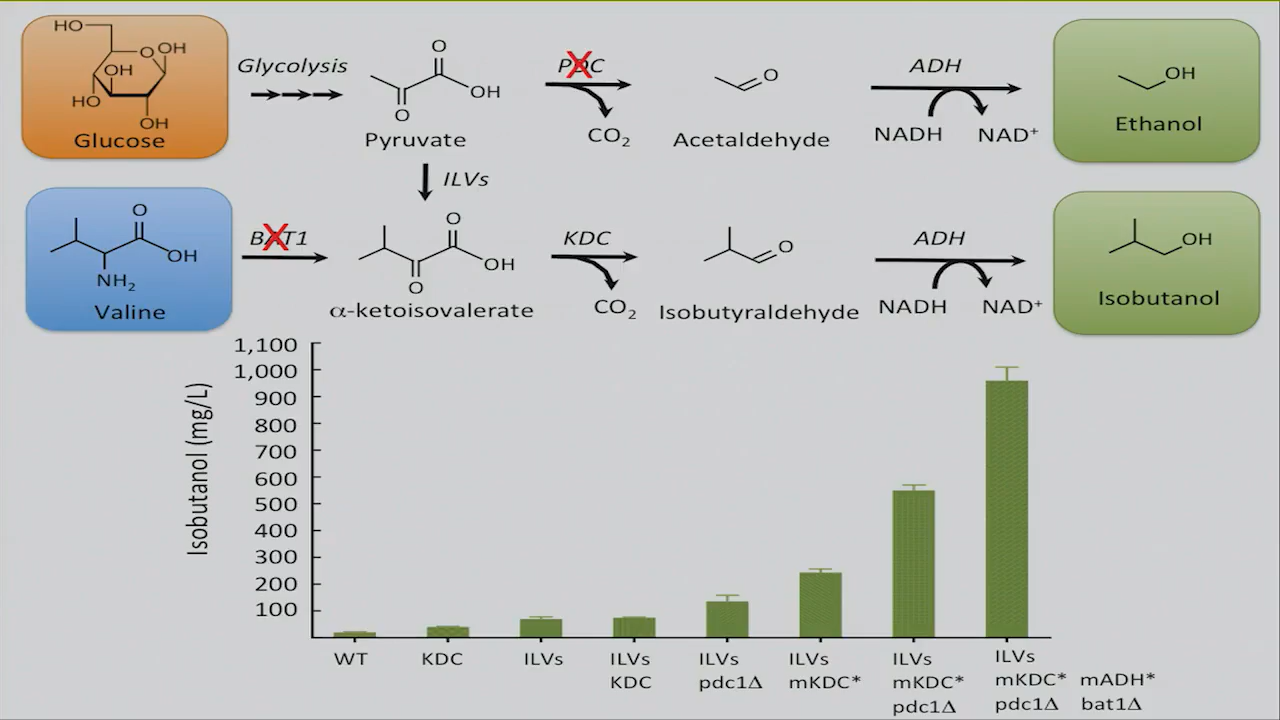 HO
O
OH
OH
HO
OH
Glucose
Glycolysis
O
OH
O
Pyruvate
PDC
CO2
O
Acetaldehyde
ADH
NADH
NAD+
OH
Ethanol
ILVs
O
OH
NH2
Valine
BAT1
O
OH
O
α-ketoisovalerate
KDC
CO2
O
Isobutyraldehyde
ADH
NADH
NAD+
OH
Isobutanol
Isobutanol (mg/L)
1,100
1,000
900
800
700
600
500
400
300
200
100
WT
KDC
ILVs
ILVs
KDC
ILVs
pdc1Δ
ILVs
mKDC*
ILVs
mKDC*
pdc1Δ
ILVs
mKDC* mADH*
pdc1Δ bat1Δ